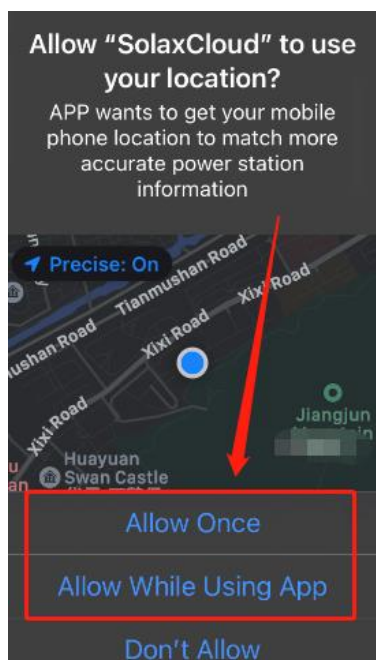 Allow “SolaxCloud” to use
your location?
APP wants to get your mobile
phone location to match more
accurate power station
information
Precise: On
Tianmushan Road
Xixi Road
ushan Road
Xixi Road
Xixi Road
Jiangjun
Huayuan
Swan Castle
Allow Once
Allow While Using App
Don't Allow